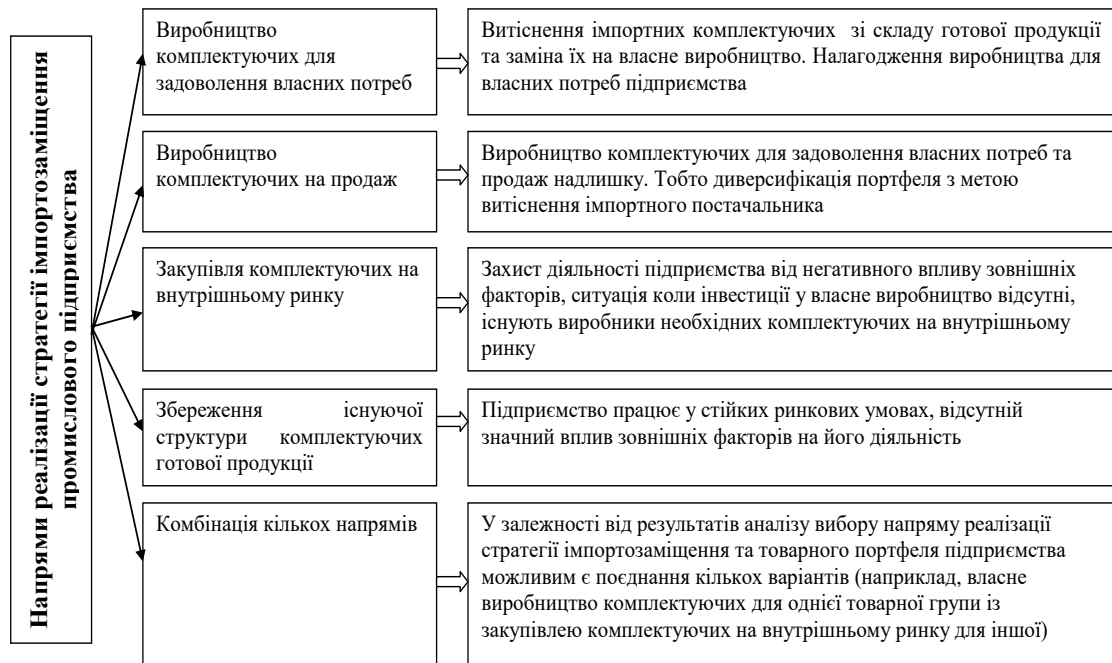 Напрями реалізації стратегії імпортозаміщення
промислового підприємства
Виробництво
комплектуючих для
задоволення власних потреб
Витіснення імпортних комплектуючих зі складу готової продукції
та заміна їх на власне виробництво. Налагодження виробництва для
власних потреб підприємства
Виробництво
комплектуючих на продаж
Виробництво комплектуючих для задоволення власних потреб та
продаж надлишку. Тобто диверсифікація портфеля з метою
витіснення імпортного постачальника
Закупівля комплектуючих на
внутрішньому ринку
Захист діяльності підприємства від негативного впливу зовнішніх
факторів, ситуація коли інвестиції у власне виробництво відсутні,
існують виробники необхідних комплектуючих на внутрішньому
ринку
Збереження існуючої
структури комплектуючих
готової продукції
Підприємство працює у стійких ринкових умовах, відсутній
значний вплив зовнішніх факторів на його діяльність
Комбінація кількох напрямів
У залежності від результатів аналізу вибору напряму реалізації
стратегії імпортозаміщення та товарного портфеля підприємства
можливим є поєднання кількох варіантів (наприклад, власне
виробництво комплектуючих для однієї товарної групи із
закупівлею комплектуючих на внутрішньому ринку для іншої)